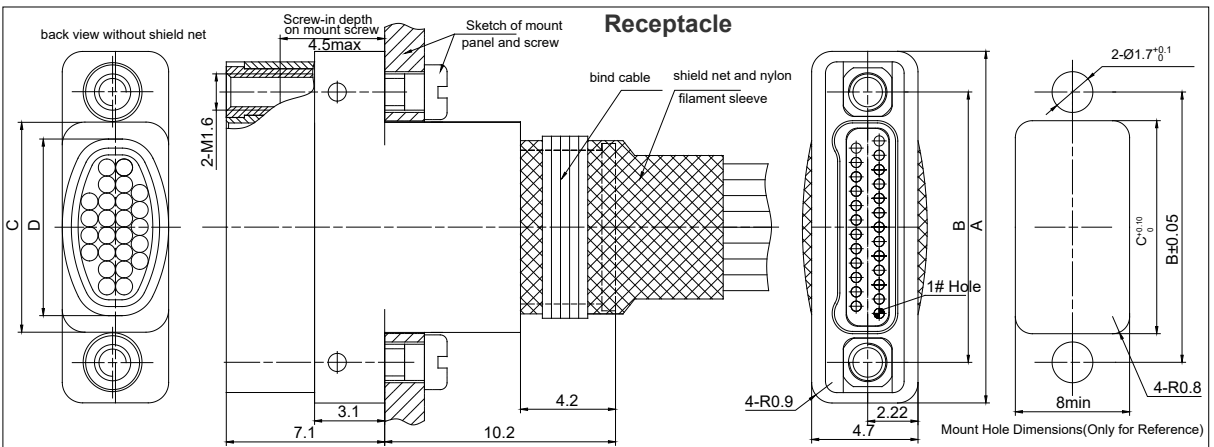 Receptacle
back view without shield net
Screw-in depth
on mount screw
4.5max
Sketch of mount
panel and screw
bind cable
shield net and nylon
filament sleeve
2-M1.6
C
D
3.1
7.1
4.2
10.2
B
A
1# Hole
4-R0.9
2.22
4.7
2-Ø1.7+0.1 0
C+0.10 0
B±0.05
4-R0.8
8min
Mount Hole Dimensions(Only for Reference)